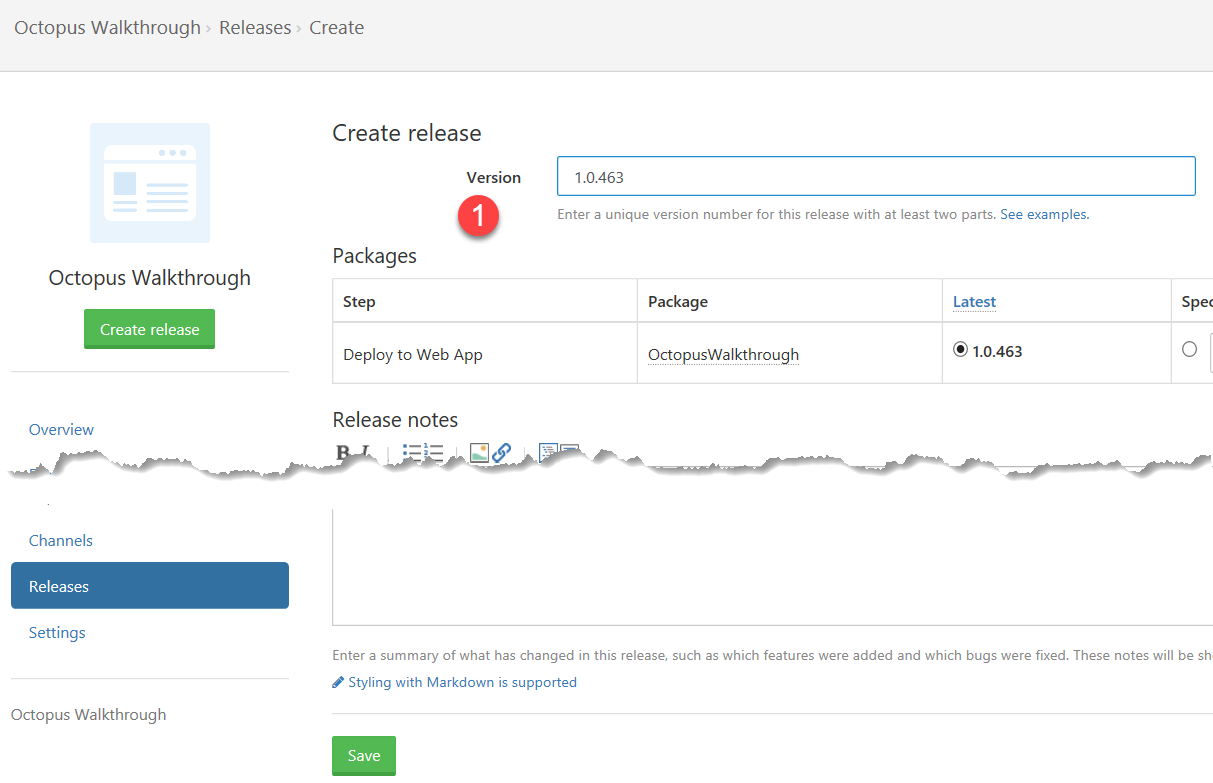 Octopus Walkthrough › Releases › Create
Create release
Version
1.0.463
1
Enter a unique version number for this release with at least two parts. See examples.
Octopus Walkthrough
Create release
Packages
Step Package Latest
Deploy to Web App OctopusWalkthrough 1.0.463
Release notes
Overview
Channels
Releases
Settings
Enter a summary of what has changed in this release, such as which features were added and which bugs were fixed. These notes will be
Styling with Markdown is supported
Octopus Walkthrough
Save